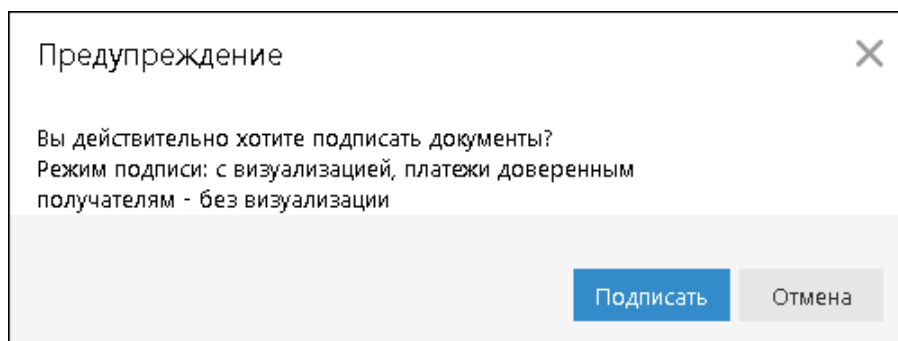 Предупреждение
Вы действительно хотите подписать документы?
Режим подписи: с визуализацией, платежи доверенным
получателям - без визуализации
Подписать
Отмена